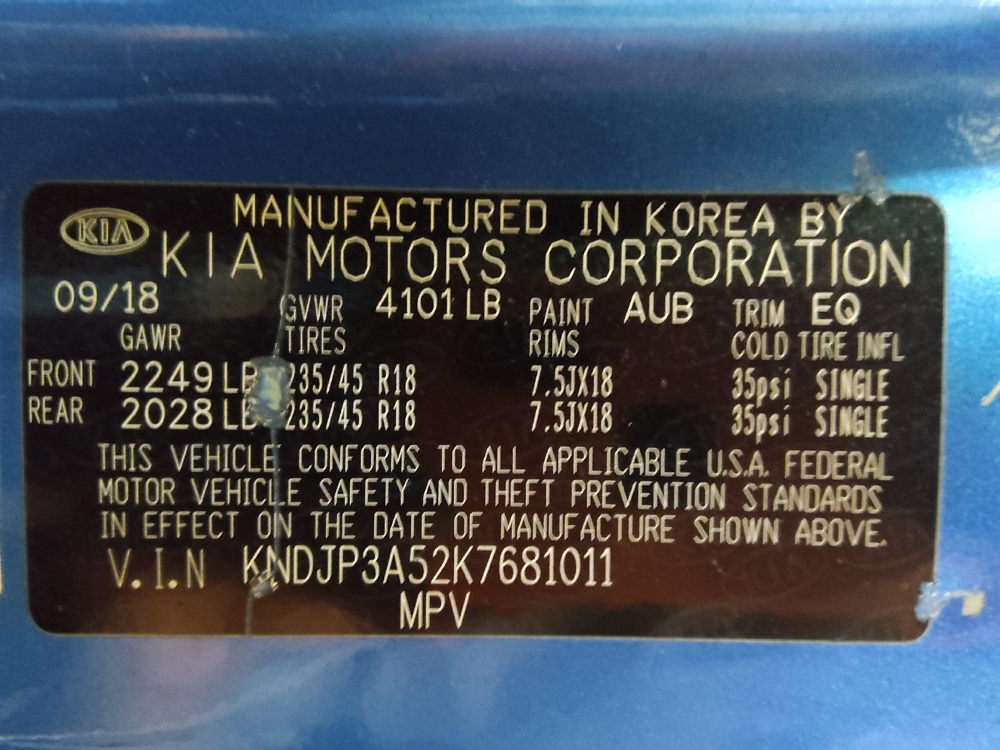 KIA MANUFACTURED IN KOREA BY
KIA MOTORS CORPORATION
09/18 GVWR 4101LB PAINT AUB TRIM EQ
GAWR TIRES RIMS COLD TIRE INFL
FRONT 2249 LB 235/45 R18 7.5JX18 35psi SINGLE
REAR 2028 LB 235/45 R18 7.5JX18 35psi SINGLE
THIS VEHICLE CONFORMS TO ALL APPLICABLE U.S.A. FEDERAL
MOTOR VEHICLE SAFETY AND THEFT PREVENTION STANDARDS
IN EFFECT ON THE DATE OF MANUFACTURE SHOWN ABOVE.
V.I.N KNDJP3A52K7681011
MPV